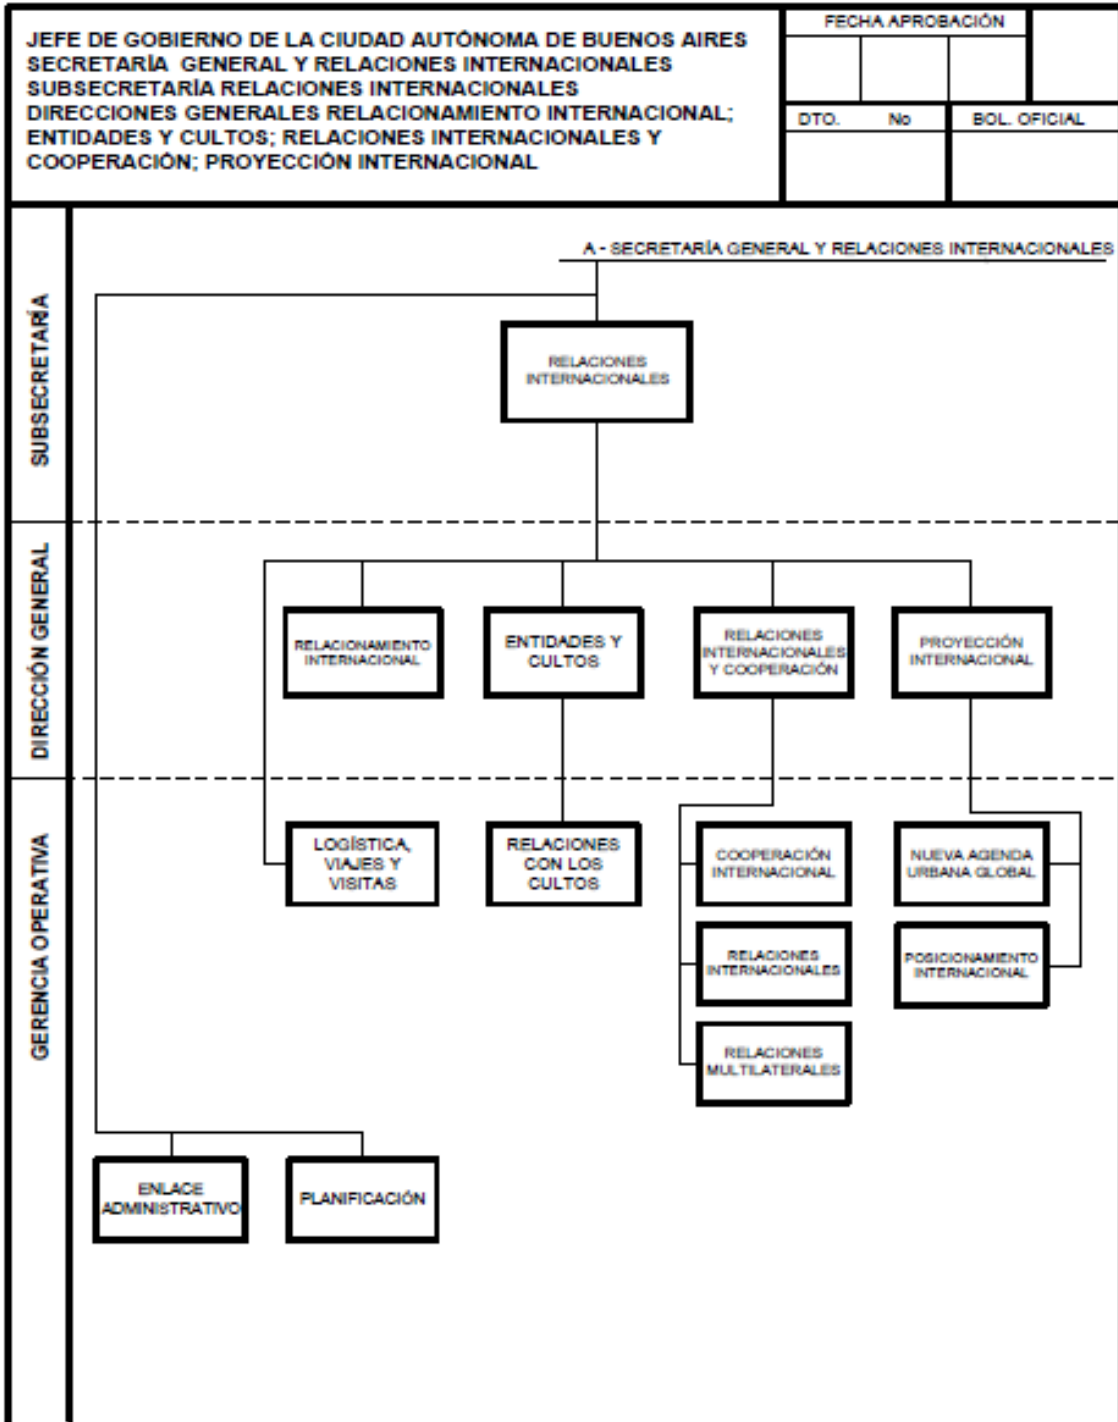 JEFE DE GOBIERNO DE LA CIUDAD AUTÓNOMA DE BUENOS AIRES
SECRETARÍA GENERAL Y RELACIONES INTERNACIONALES
SUBSECRETARÍA RELACIONES INTERNACIONALES
DIRECCIONES GENERALES RELACIONAMIENTO INTERNACIONAL;
ENTIDADES Y CULTOS; RELACIONES INTERNACIONALES Y
COOPERACIÓN; PROYECCIÓN INTERNACIONAL
FECHA APROBACIÓN
DTO. No
BOL. OFICIAL
SUBSECRETARÍA
A - SECRETARÍA GENERAL Y RELACIONES INTERNACIONALES
RELACIONES
INTERNACIONALES
DIRECCIÓN GENERAL
RELACIONAMIENTO
INTERNACIONAL
ENTIDADES Y
CULTOS
RELACIONES
INTERNACIONALES
Y COOPERACIÓN
PROYECCIÓN
INTERNACIONAL
GERENCIA OPERATIVA
LOGÍSTICA,
VIAJES Y
VISITAS
RELACIONES
CON LOS
CULTOS
COOPERACIÓN
INTERNACIONAL
NUEVA AGENDA
URBANA GLOBAL
RELACIONES
INTERNACIONALES
POSICIONAMIENTO
INTERNACIONAL
RELACIONES
MULTILATERALES
ENLACE
ADMINISTRATIVO
PLANIFICACIÓN